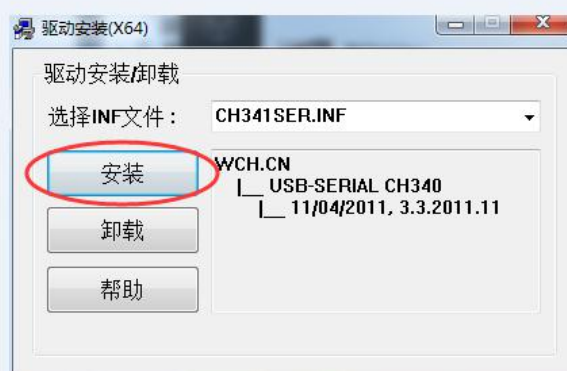 驱动安装(X64)
驱动安装/卸载
选择INF文件：
CH341SER.INF
安装
卸载
帮助
WCH.CN
|__ USB-SERIAL CH340
|__ 11/04/2011, 3.3.2011.11